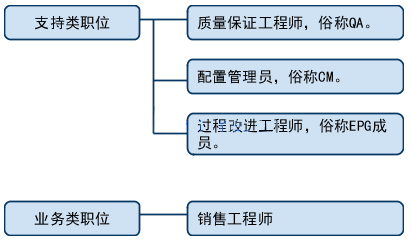 支持类职位
质量保证工程师，俗称QA。
配置管理员，俗称CM。
过程改进工程师，俗称EPG成
员。
业务类职位
销售工程师